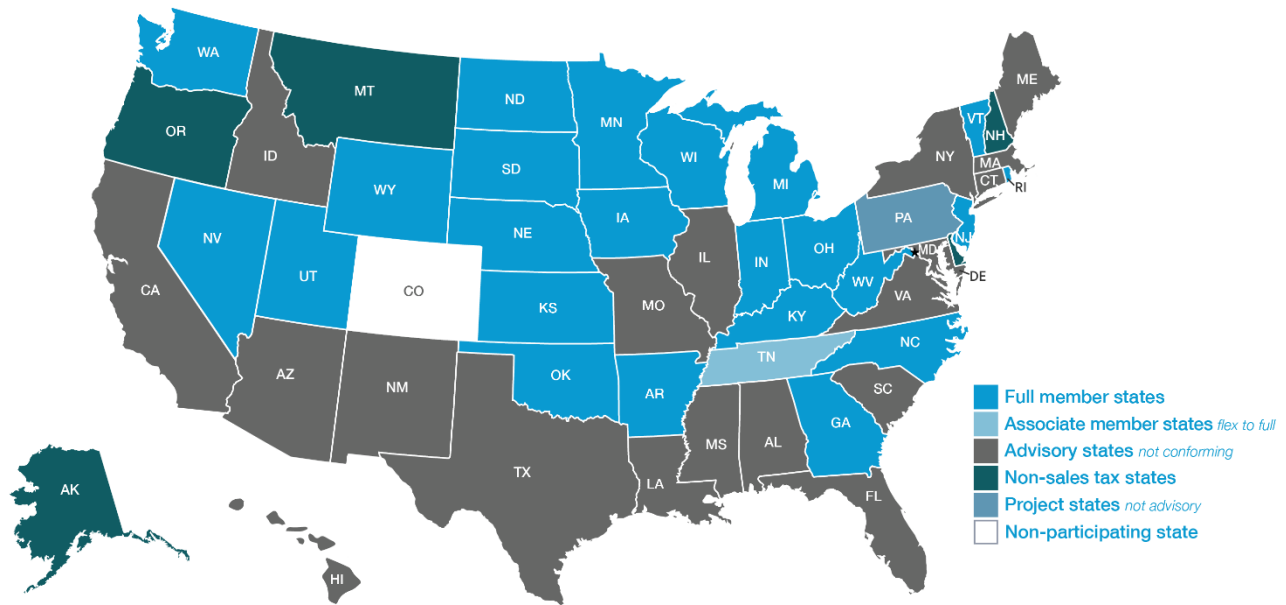 WA
MT
ND
MN
ME
OR
ID
SD
WI
VT
NH
NY
MA
WY
MI
CT
RI
IA
PA
NV
NE
OH
NJ
UT
IL
IN
MD
CA
CO
WV
DE
KS
MO
VA
KY
AZ
NM
OK
TN
NC
AR
SC
MS
AL
GA
TX
LA
FL
AK
HI
Full member states
Associate member states flex to full
Advisory states not conforming
Non-sales tax states
Project states not advisory
Non-participating state